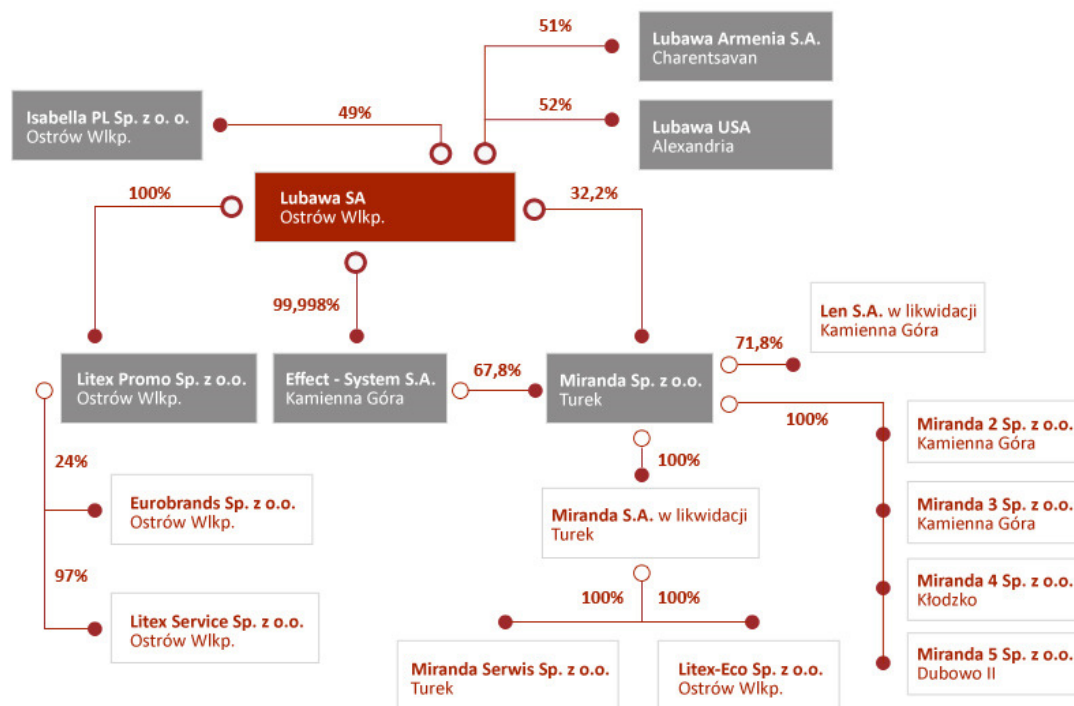 51%
Lubawa Armenia S.A.
Charentsavan
Isabella PL Sp. z o. o.
Ostrów Wlkp.
49%
52%
Lubawa USA
Alexandria
100%
Lubawa SA
Ostrów Wlkp.
32,2%
99,998%
Len S.A. w likwidacji
Kamienna Góra
71,8%
Litex Promo Sp. z o.o.
Ostrów Wlkp.
Effect - System S.A.
Kamienna Góra
67,8%
Miranda Sp. z o.o.
Turek
100%
Miranda 2 Sp. z o.o.
Kamienna Góra
24%
100%
Eurobrands Sp. z o.o.
Ostrów Wlkp.
Miranda S.A. w likwidacji
Turek
Miranda 3 Sp. z o.o.
Kamienna Góra
97%
100%
100%
Miranda 4 Sp. z o.o.
Kłodzko
Litex Service Sp. z o.o.
Ostrów Wlkp.
Miranda Serwis Sp. z o.o.
Turek
Litex-Eco Sp. z o.o.
Ostrów Wlkp.
Miranda 5 Sp. z o.o.
Dubowo II